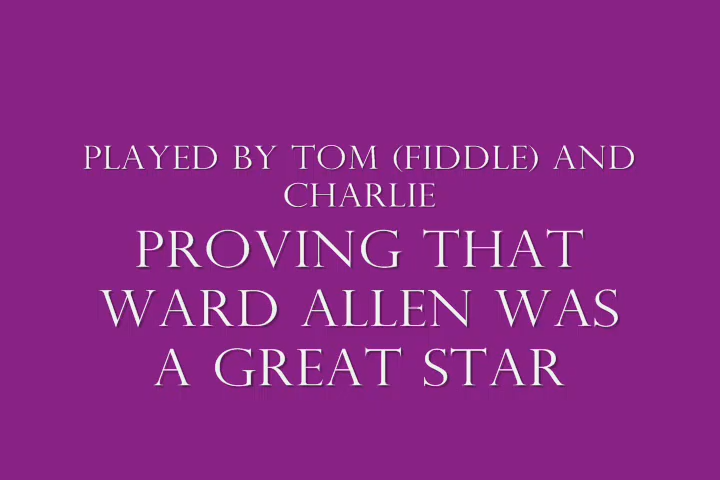 PLAYED BY TOM (FIDDLE) AND
CHARLIE
PROVING THAT
WARD ALLEN WAS
A GREAT STAR